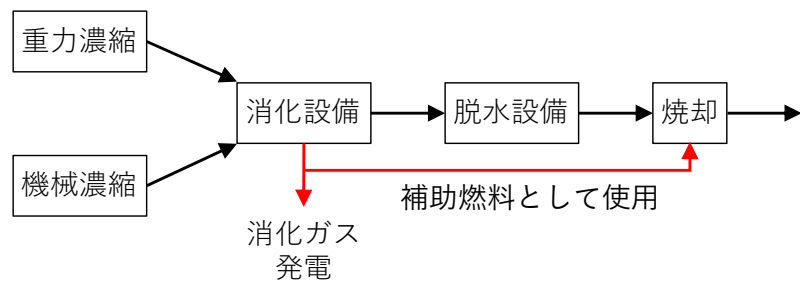 重力濃縮
消化設備
脱水設備
焼却
機械濃縮
補助燃料として使用
消化ガス
発電